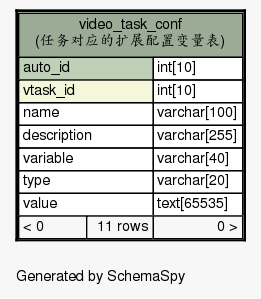 video_task_conf
(任务对应的扩展配置变量表)
auto_id int[10]
vtask_id int[10]
name varchar[100]
description varchar[255]
variable varchar[40]
type varchar[20]
value text[65535]
< 0 11 rows 0 >
Generated by SchemaSpy